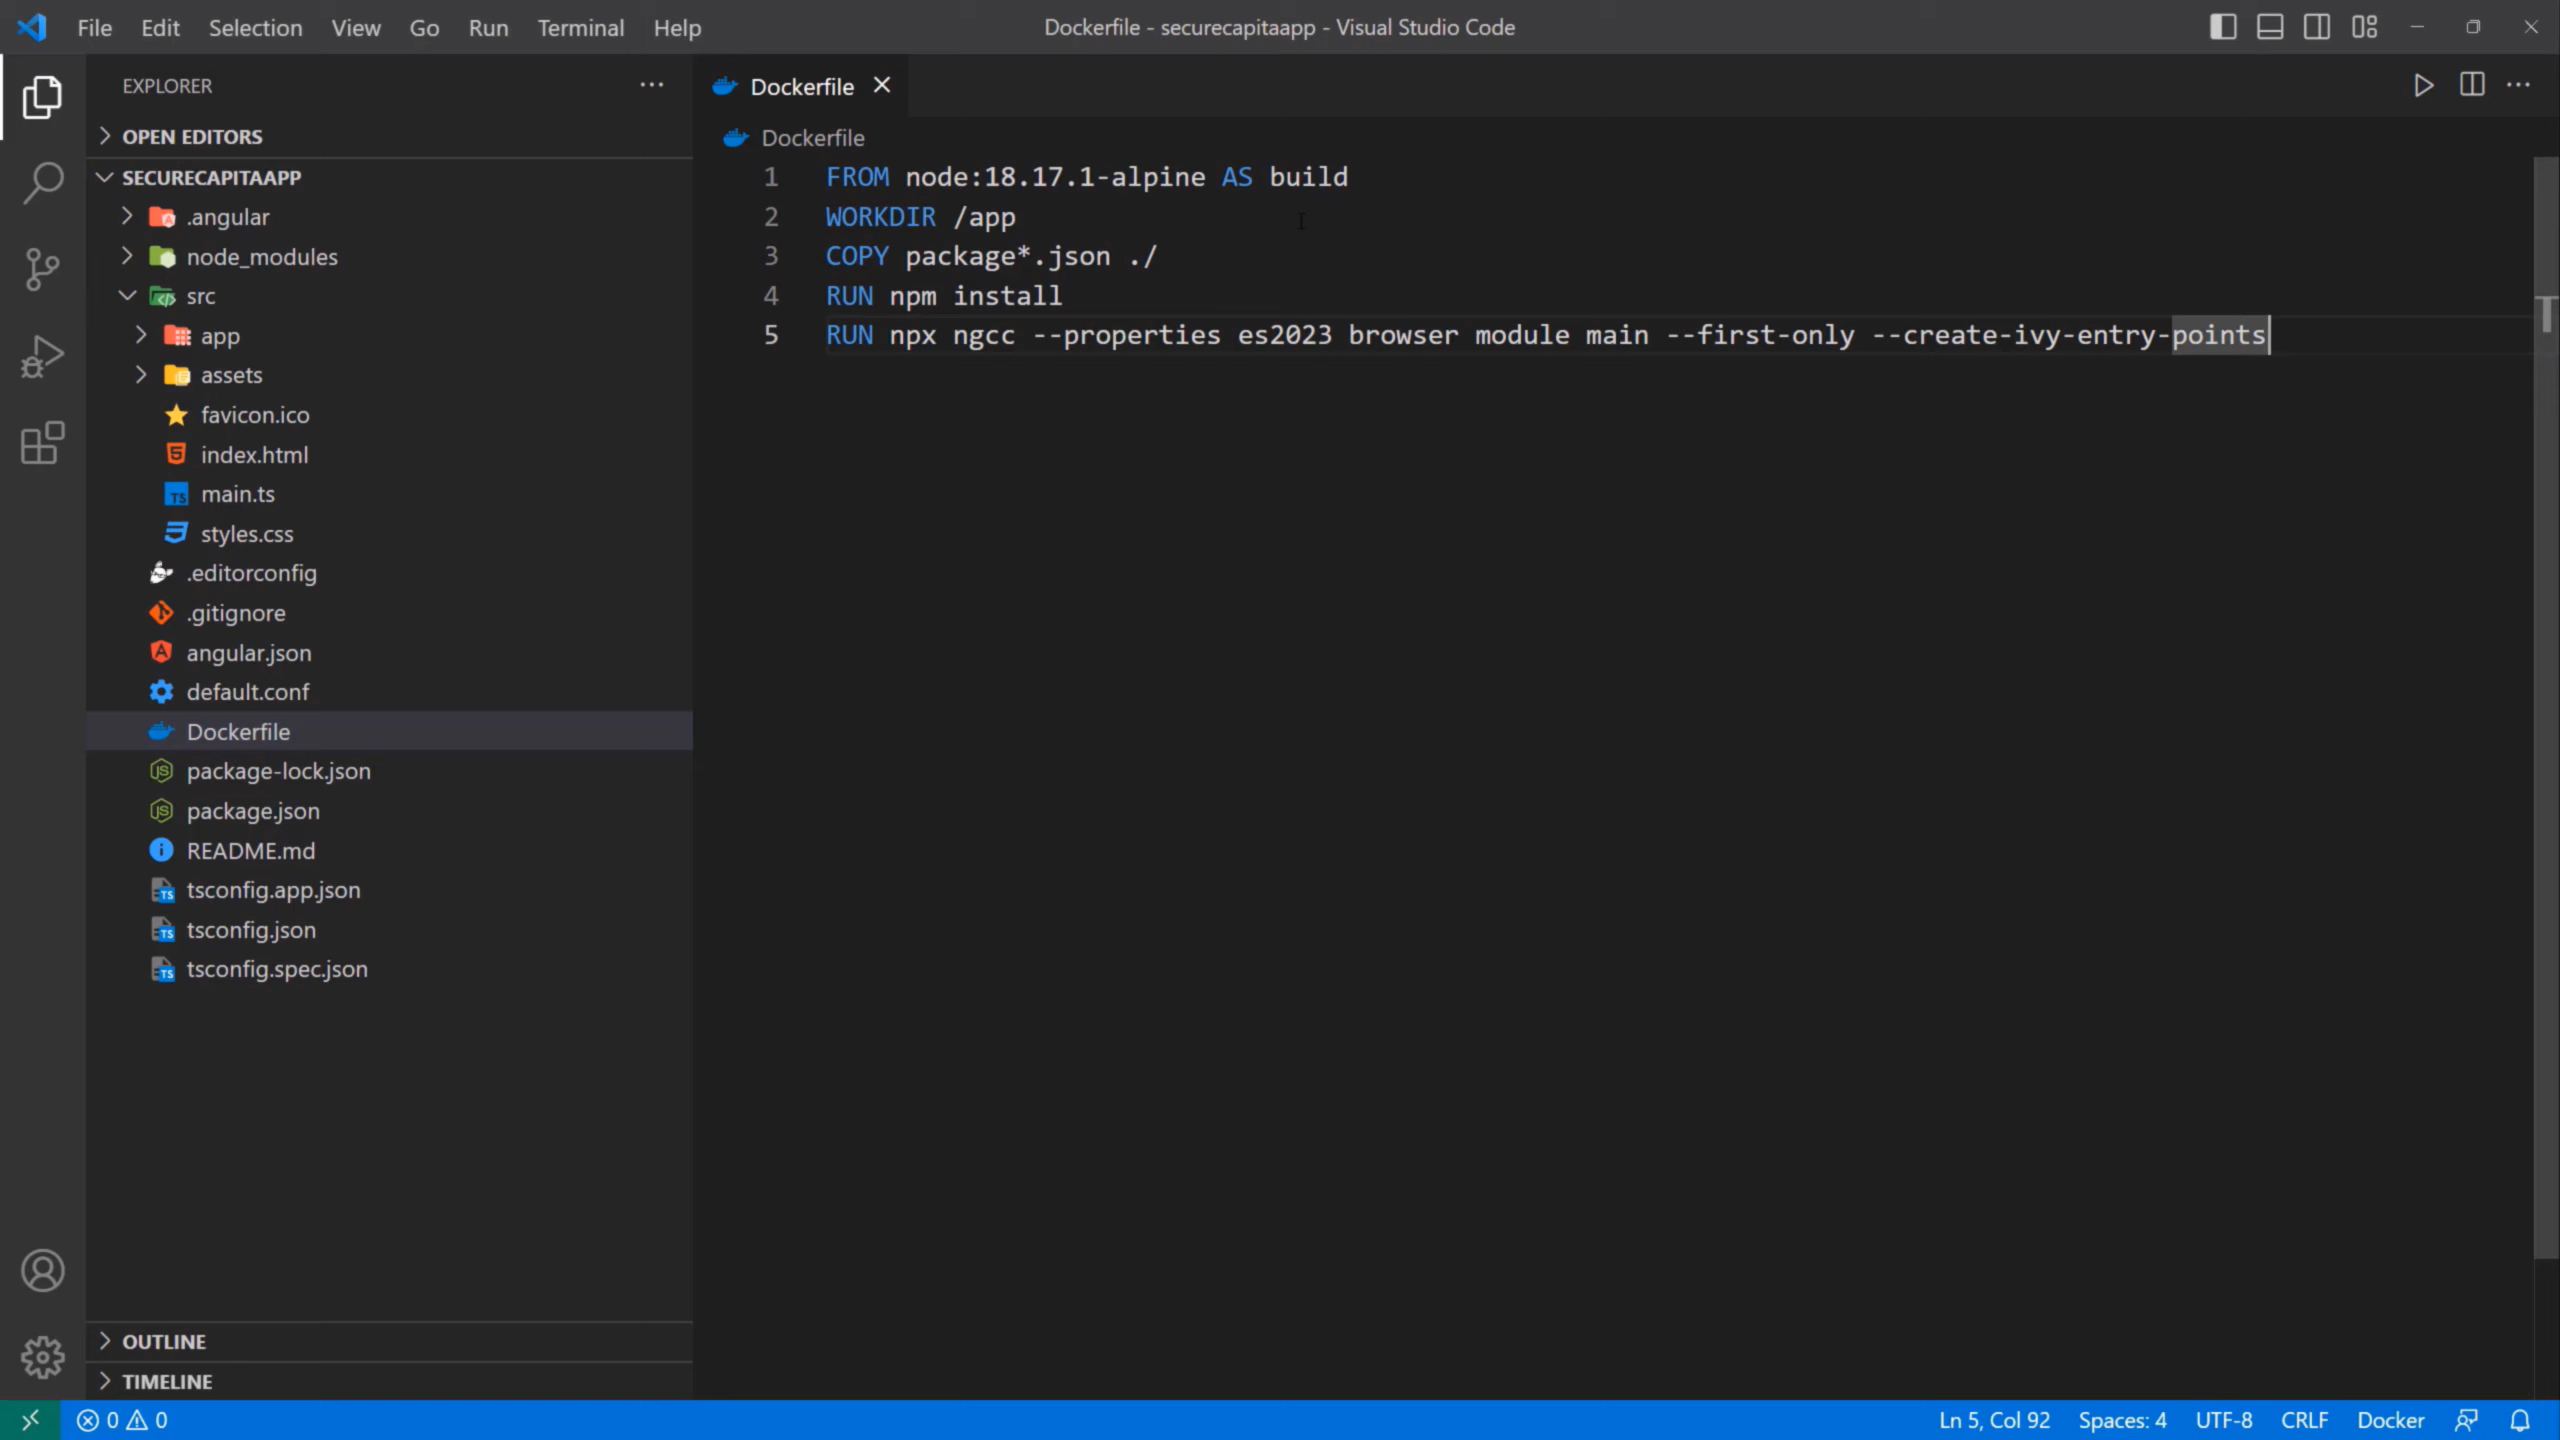 File Edit Selection View Go Run Terminal Help
Dockerfile - securecapitaapp - Visual Studio Code
EXPLORER
OPEN EDITORS
SECURECAPITAAPP
.angular
node_modules
src
app
assets
favicon.ico
index.html
main.ts
styles.css
.editorconfig
.gitignore
angular.json
default.conf
Dockerfile
package-lock.json
package.json
README.md
tsconfig.app.json
tsconfig.json
tsconfig.spec.json
OUTLINE
TIMELINE
Dockerfile
Dockerfile
1 FROM node:18.17.1-alpine AS build
2 WORKDIR /app
3 COPY package*.json ./
4 RUN npm install
5 RUN npx ngcc --properties es2023 browser module main --first-only --create-ivy-entry-points
0 0
Ln 5, Col 92 Spaces: 4 UTF-8 CRLF Docker